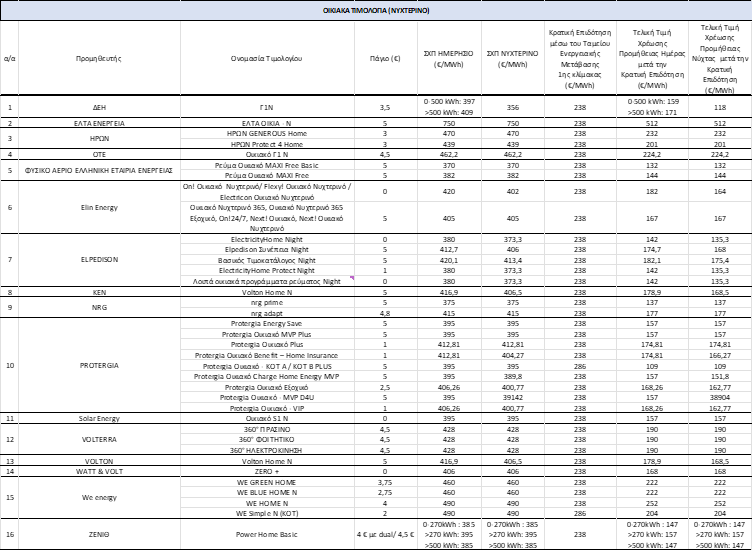 ΟΙΚΙΑΚΑ ΤΙΜΟΛΟΓΙΑ (ΝΥΧΤΕΡΙΝΟ)
α/α Προμηθευτής Ονομασία Τιμολογίου Πάγιο (€) ΣΧΠ ΗΜΕΡΗΣΙΟ (€/MWh) ΣΧΠ ΝΥΧΤΕΡΙΝΟ (€/MWh) Κρατική Επιδότηση μέσω του Ταμείου Ενεργειακής Μετάβασης 1ης κλίμακας (€/MWh) Τελική Τιμή Χρέωσης Προμήθειας Ημέρας μετά την Κρατική Επιδότηση (€/MWh) Τελική Τιμή Χρέωσης Προμήθειας Νύχτας μετά την Κρατική Επιδότηση (€/MWh)
1 ΔΕΗ Γ1Ν 3,5 0-500 kWh: 397 >500 kWh: 409 356 238 0-500 kWh: 159 >500 kWh: 171 118
2 ΕΛΤΑ ΕΝΕΡΓΕΙΑ ΕΛΤΑ ΟΙΚΙΑ - Ν 5 750 750 238 512 512
3 ΗΡΩΝ ΗΡΩΝ GENEROUS Home 3 470 470 238 232 232
ΗΡΩΝ Protect 4 Home 3 439 439 238 201 201
4 ΟΤΕ Οικιακό Γ1 Ν 4,5 462,2 462,2 238 224,2 224,2
5 ΦΥΣΙΚΟ ΑΕΡΙΟ ΕΛΛΗΝΙΚΗ ΕΤΑΙΡΙΑ ΕΝΕΡΓΕΙΑΣ Ρεύμα Οικιακό MAXI Free Basic 5 370 370 238 132 132
Ρεύμα Οικιακό MAXI Free 5 382 382 238 144 144
6 Elin Energy On! Οικιακό Νυχτερινό/ Flexy! Οικιακό Νυχτερινό / Electricon Οικιακό Νυχτερινό 0 420 402 238 182 164
Οικιακό Νυχτερινό 365, Οικιακό Νυχτερινό 365 Εξοχικό, On!24/7, Next! Οικιακό, Next! Οικιακό Νυχτερινό 5 405 405 238 167 167
7 ELPEDISON ElectricityHome Night 0 380 373,3 238 142 135,3
Elpedison Συνέπεια Night 5 412,7 406 238 174,7 168
Βασικός Τιμοκατάλογος Night 5 420,1 413,4 238 182,1 175,4
ElectricityHome Protect Night 1 380 373,3 238 142 135,3
Λοιπά οικιακά προγράμματα ρεύματος Night 0 380 373,3 238 142 135,3
8 KEN Volton Home N 5 416,9 406,5 238 178,9 168,5
9 NRG nrg prime 5 375 375 238 137 137
nrg adapt 4,8 415 415 238 177 177
10 PROTERGIA Protergia Energy Save 5 395 395 238 157 157
Protergia Οικιακό MVP Plus 5 395 395 238 157 157
Protergia Οικιακό Plus 1 412,81 412,81 238 174,81 174,81
Protergia Οικιακό Benefit – Home Insurance 1 412,81 404,27 238 174,81 166,27
Protergia Οικιακό - ΚΟΤ Α / ΚΟΤ Β PLUS 5 395 395 286 109 109
Protergia Οικιακό Charge Home Energy MVP 5 395 389,8 238 157 151,8
Protergia Οικιακό Εξοχικό 2,5 406,26 400,77 238 168,26 162,77
Protergia Οικιακό - MVP D4U 5 395 39142 238 157 38904
Protergia Οικιακό - VIP 1 406,26 400,77 238 168,26 162,77
11 Solar Energy Οικιακό S1 N 0 395 395 238 157 157
12 VOLTERRA 360° ΠΡΑΣΙΝΟ 4,5 428 428 238 190 190
360° ΦΟΙΤΗΤΙΚΟ 4,5 428 428 238 190 190
360° ΗΛΕΚΤΡΟΚΙΝΗΣΗ 4,5 428 428 238 190 190
13 VOLTON Volton Home N 5 416,9 406,5 238 178,9 168,5
14 WATT & VOLT ZERO + 0 406 406 238 168 168
15 We energy WE GREEN HOME 3,75 460 460 238 222 222
WE BLUE HOME N 2,75 460 460 238 222 222
WE HOME N 4 490 490 238 252 252
WE Simple N (KOT) 2 490 490 286 204 204
16 ΖΕΝΙΘ Power Home Basic 4 € με dual/ 4,5 € 0-270kWh : 385 >270 kWh: 395 >500 kWh: 385 0-270kWh : 385 >270 kWh: 395 >500 kWh: 385 238 0-270kWh : 147 >270 kWh: 157 >500 kWh: 147 0-270kWh : 147 >270 kWh: 157 >500 kWh: 157